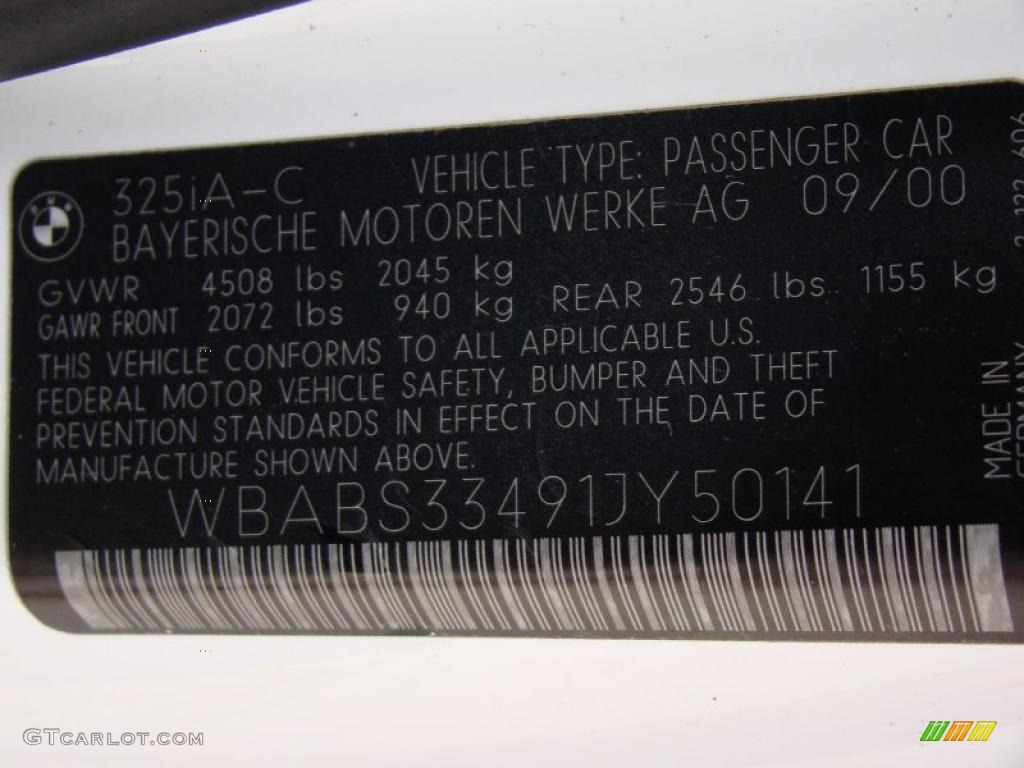 325iA-C VEHICLE TYPE: PASSENGER CAR
BAYERISCHE MOTOREN WERKE AG 09/00
GVWR 4508 lbs 2045 kg
GAWR FRONT 2072 lbs 940 kg REAR 2546 lbs 1155 kg
THIS VEHICLE CONFORMS TO ALL APPLICABLE U.S.
FEDERAL MOTOR VEHICLE SAFETY, BUMPER AND THEFT
PREVENTION STANDARDS IN EFFECT ON THE DATE OF
MANUFACTURE SHOWN ABOVE.
WBABS33491JY50141
MADE IN
GERMANY
BMW
GTCARLOT.COM